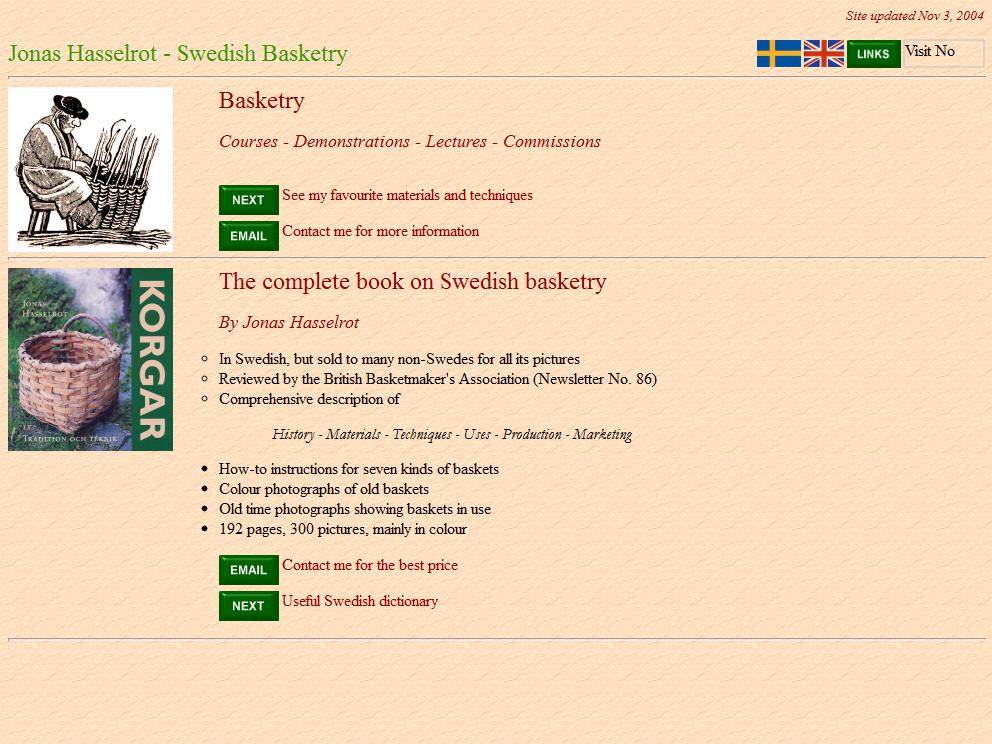 Site updated Nov 3, 2004
Jonas Hasselrot - Swedish Basketry
LINKS
Visit No
Basketry
Courses - Demonstrations - Lectures - Commissions
NEXT See my favourite materials and techniques
EMAIL Contact me for more information
JONAS
HASSELROT
KORGAR
TRADITION OCH TEKNIK
The complete book on Swedish basketry
By Jonas Hasselrot
In Swedish, but sold to many non-Swedes for all its pictures
Reviewed by the British Basketmaker's Association (Newsletter No. 86)
Comprehensive description of
History - Materials - Techniques - Uses - Production - Marketing
How-to instructions for seven kinds of baskets
Colour photographs of old baskets
Old time photographs showing baskets in use
192 pages, 300 pictures, mainly in colour
EMAIL Contact me for the best price
NEXT Useful Swedish dictionary